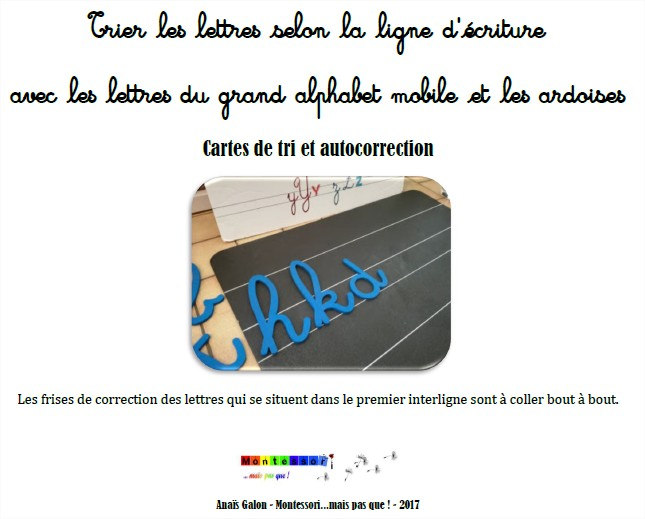 Trier les lettres selon la ligne d'écriture
avec les lettres du grand alphabet mobile et les ardoises
Cartes de tri et autocorrection
y Y v z Z z
h k d
Les frises de correction des lettres qui se situent dans le premier interligne sont à coller bout à bout.
Montessori
... mais pas que !
Anaïs Galon - Montessori...mais pas que ! - 2017